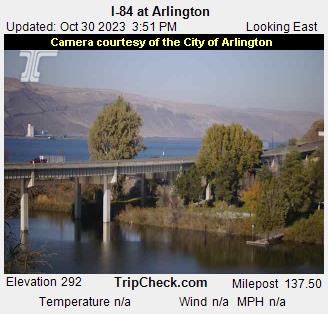 I-84 at Arlington
Updated: Oct 30 2023 3:51 PM Looking East
Camera courtesy of the City of Arlington
Elevation 292 TripCheck.com Milepost 137.50
Temperature n/a Wind n/a MPH n/a